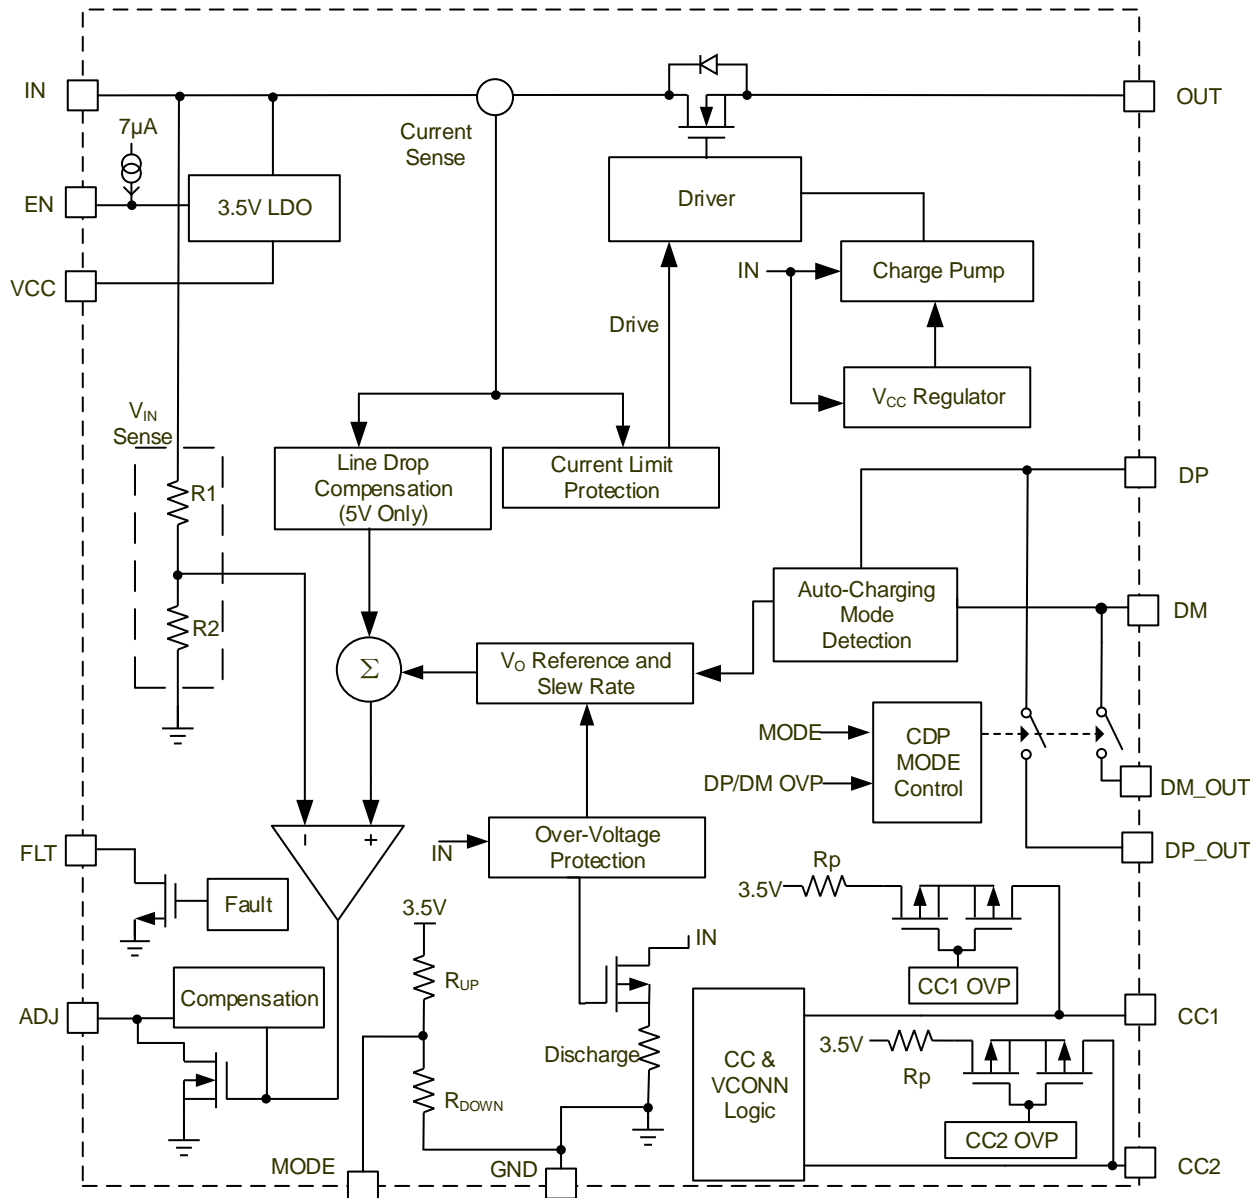 IN
OUT
7µA
Current
Sense
EN
3.5V LDO
Driver
VCC
IN
Charge Pump
Drive
VCC Regulator
VIN
Sense
R1
Line Drop
Compensation
(5V Only)
Current Limit
Protection
DP
R2
Auto-Charging
Mode
Detection
DM
Σ
VO Reference and
Slew Rate
MODE
DP/DM OVP
CDP
MODE
Control
DM_OUT
DP_OUT
FLT
Fault
IN
Over-Voltage
Protection
3.5V
Rp
3.5V
IN
RUP
CC1 OVP
ADJ
Compensation
CC1
Discharge
RDOWN
CC &
VCONN
Logic
3.5V
Rp
CC2 OVP
MODE
GND
CC2